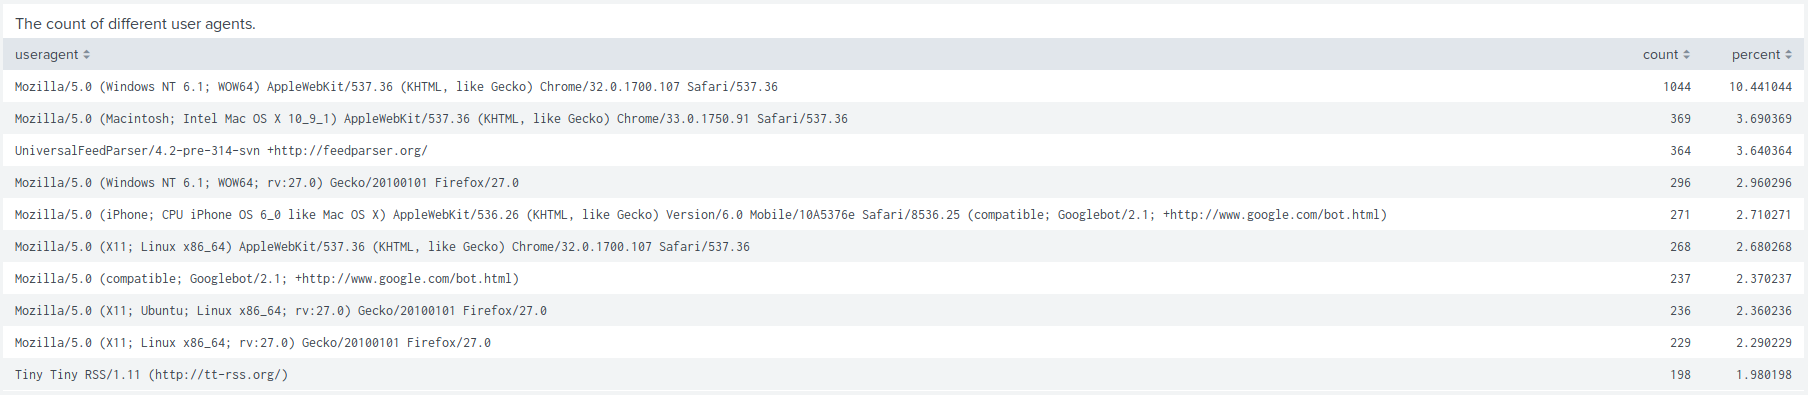 The count of different user agents.
useragent count percent
Mozilla/5.0 (Windows NT 6.1; WOW64) AppleWebKit/537.36 (KHTML, like Gecko) Chrome/32.0.1700.107 Safari/537.36 1044 10.441044
Mozilla/5.0 (Macintosh; Intel Mac OS X 10_9_1) AppleWebKit/537.36 (KHTML, like Gecko) Chrome/33.0.1750.91 Safari/537.36 369 3.690369
UniversalFeedParser/4.2-pre-314-svn +http://feedparser.org/ 364 3.640364
Mozilla/5.0 (Windows NT 6.1; WOW64; rv:27.0) Gecko/20100101 Firefox/27.0 296 2.960296
Mozilla/5.0 (iPhone; CPU iPhone OS 6_0 like Mac OS X) AppleWebKit/536.26 (KHTML, like Gecko) Version/6.0 Mobile/10A5376e Safari/8536.25 (compatible; Googlebot/2.1; +http://www.google.com/bot.html) 271 2.710271
Mozilla/5.0 (X11; Linux x86_64) AppleWebKit/537.36 (KHTML, like Gecko) Chrome/32.0.1700.107 Safari/537.36 268 2.680268
Mozilla/5.0 (compatible; Googlebot/2.1; +http://www.google.com/bot.html) 237 2.370237
Mozilla/5.0 (X11; Ubuntu; Linux x86_64; rv:27.0) Gecko/20100101 Firefox/27.0 236 2.360236
Mozilla/5.0 (X11; Linux x86_64; rv:27.0) Gecko/20100101 Firefox/27.0 229 2.290229
Tiny Tiny RSS/1.11 (http://tt-rss.org/) 198 1.980198